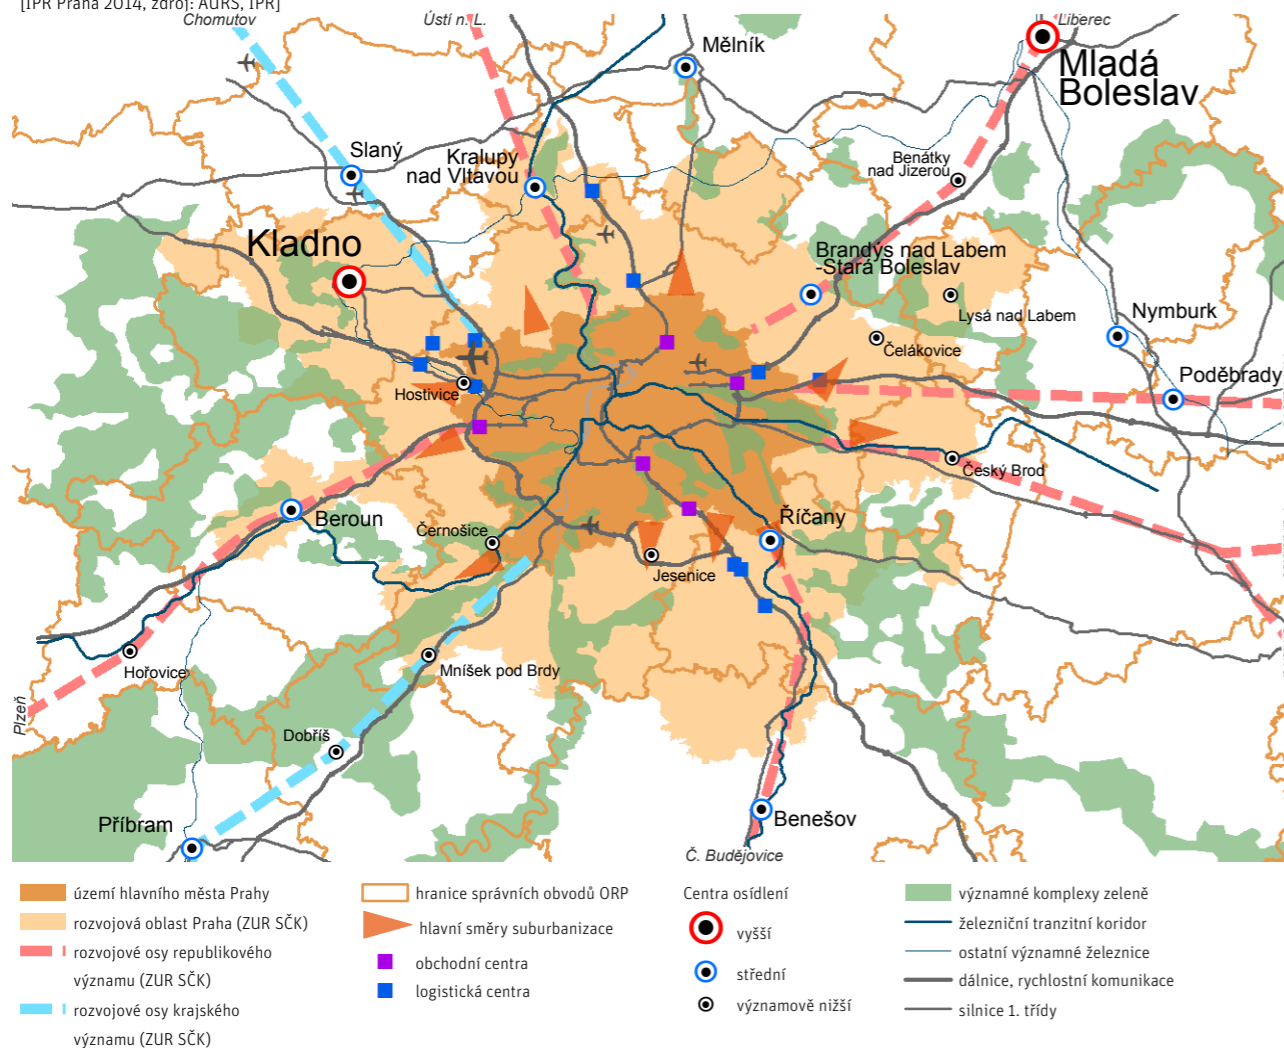 [IPR Praha 2014, zdroj: AÚRS, IPR]
Chomutov
Ústí n. L.
Liberec
Mělník
Mladá
Boleslav
Slaný
Kralupy
nad Vltavou
Benátky
nad Jizerou
Kladno
Brandýs nad Labem
-Stará Boleslav
Lysá nad Labem
Nymburk
Čelákovice
Poděbrady
Hostivice
Český Brod
Beroun
Černošice
Říčany
Jesenice
Hořovice
Mníšek pod Brdy
Plzeň
Dobříš
Příbram
Benešov
Č. Budějovice
území hlavního města Prahy
rozvojová oblast Praha (ZUR SČK)
rozvojové osy republikového
významu (ZUR SČK)
rozvojové osy krajského
významu (ZUR SČK)
hranice správních obvodů ORP
hlavní směry suburbanizace
obchodní centra
logistická centra
Centra osídlení
vyšší
střední
významově nižší
významné komplexy zeleně
železniční tranzitní koridor
ostatní významné železnice
dálnice, rychlostní komunikace
silnice 1. třídy